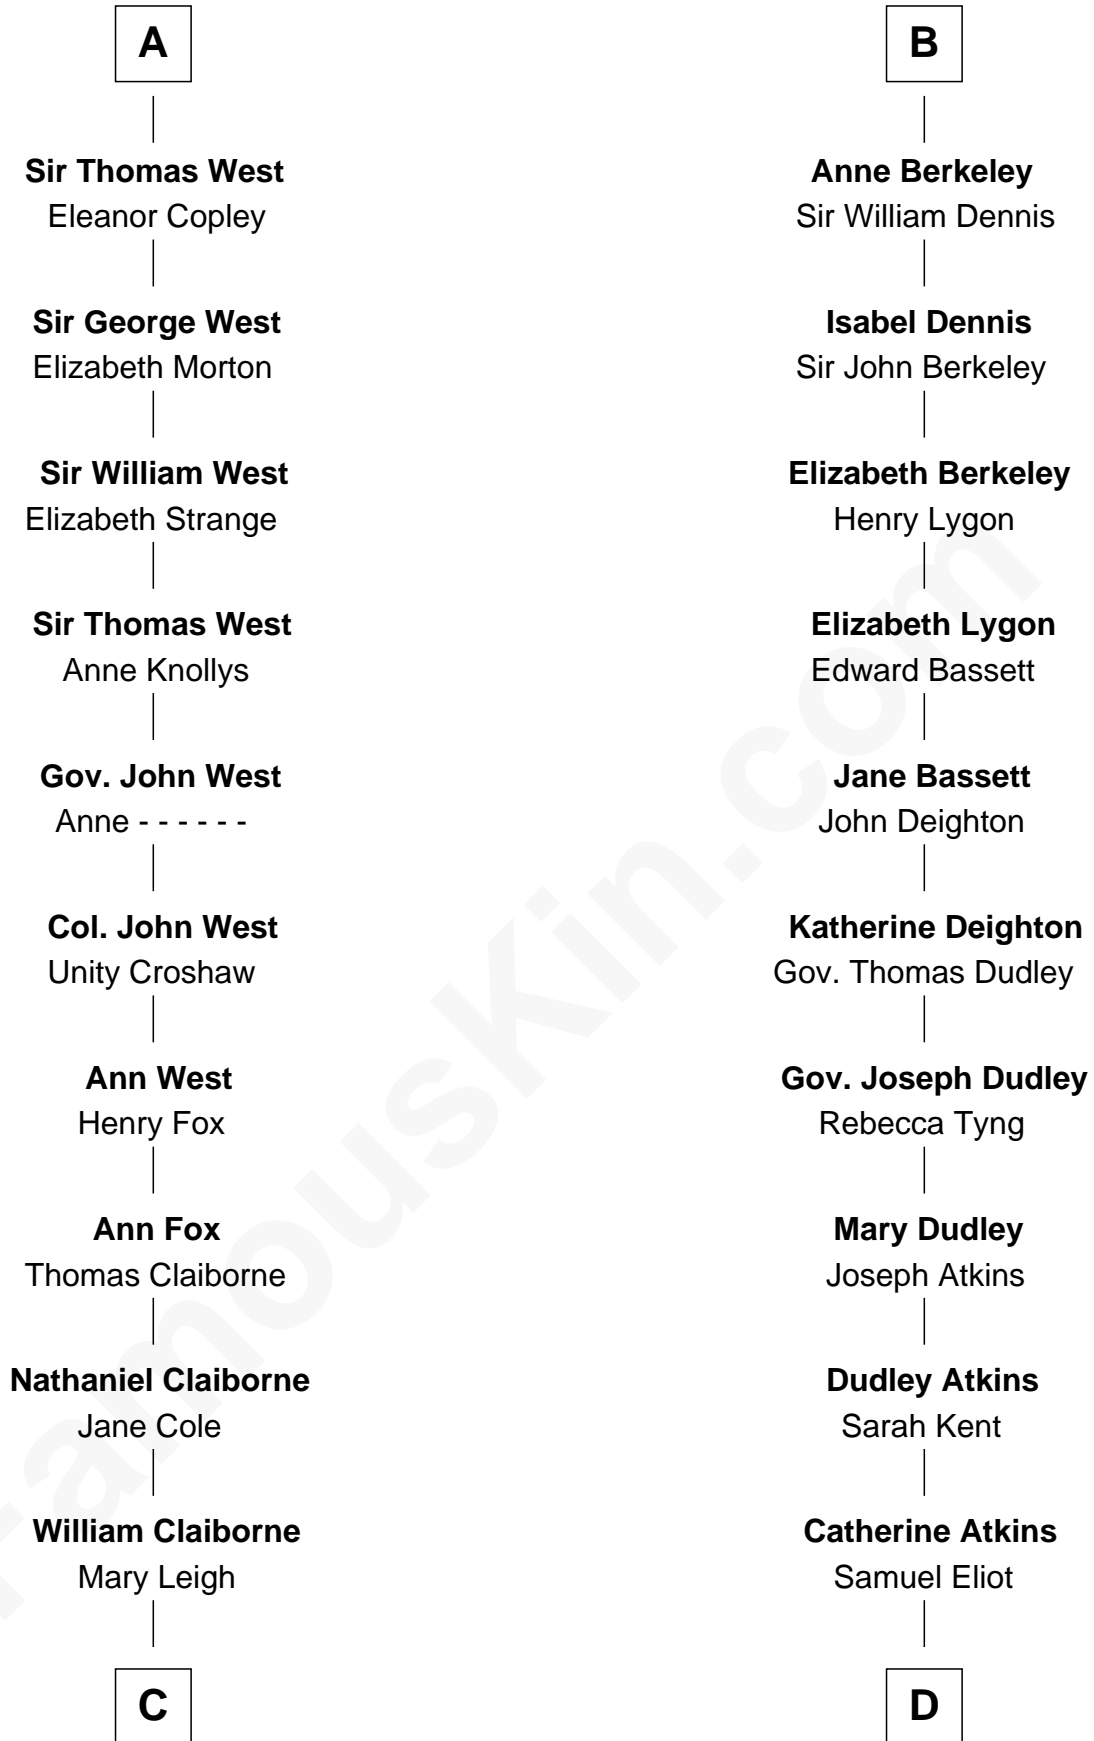 A
Sir Thomas West
Eleanor Copley
Sir George West
Elizabeth Morton
Sir William West
Elizabeth Strange
Sir Thomas West
Anne Knollys
Gov. John West
Anne - - - - - -
Col. John West
Unity Croshaw
Ann West
Henry Fox
Ann Fox
Thomas Claiborne
Nathaniel Claiborne
Jane Cole
William Claiborne
Mary Leigh
C
B
Anne Berkeley
Sir William Dennis
Isabel Dennis
Sir John Berkeley
Elizabeth Berkeley
Henry Lygon
Elizabeth Lygon
Edward Bassett
Jane Bassett
John Deighton
Katherine Deighton
Gov. Thomas Dudley
Gov. Joseph Dudley
Rebecca Tyng
Mary Dudley
Joseph Atkins
Dudley Atkins
Sarah Kent
Catherine Atkins
Samuel Eliot
D
FamousKin.com